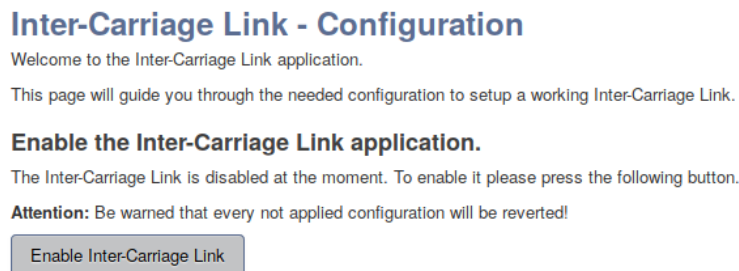 Inter-Carriage Link - Configuration
Welcome to the Inter-Carriage Link application.
This page will guide you through the needed configuration to setup a working Inter-Carriage Link.
Enable the Inter-Carriage Link application.
The Inter-Carriage Link is disabled at the moment. To enable it please press the following button.
Attention: Be warned that every not applied configuration will be reverted!
Enable Inter-Carriage Link